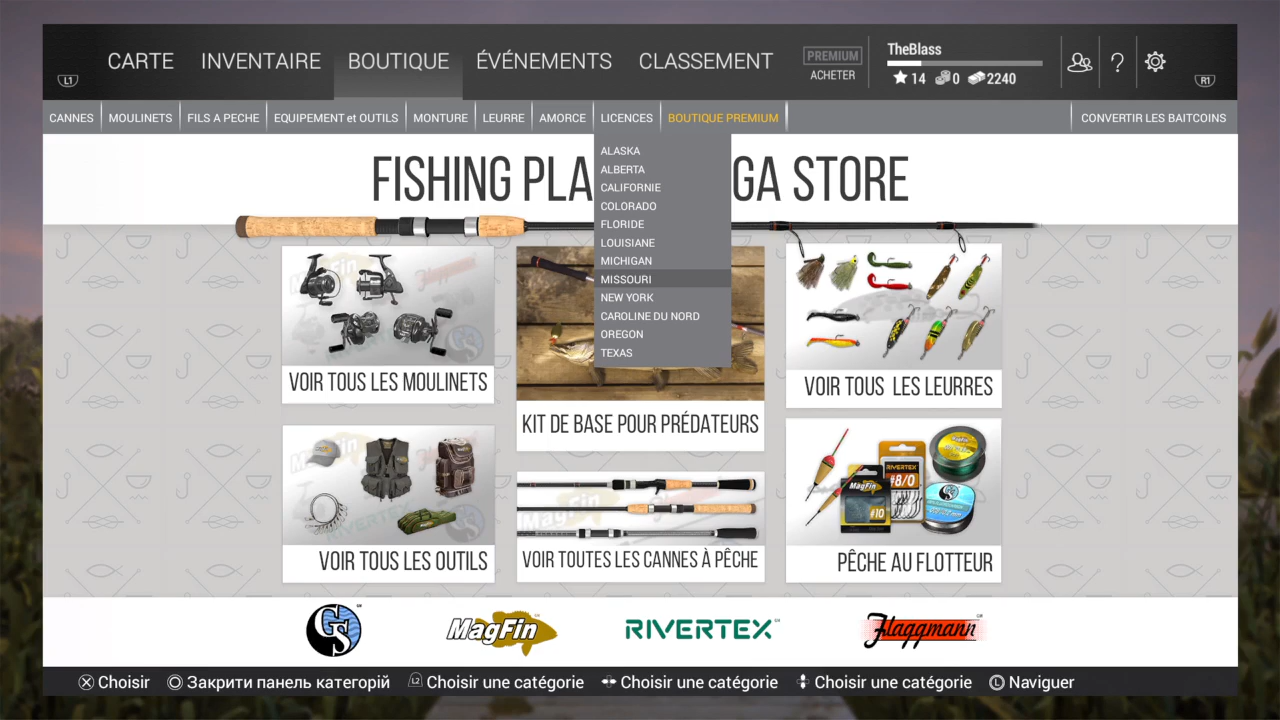 CARTE INVENTAIRE BOUTIQUE ÉVÉNEMENTS CLASSEMENT
PREMIUM
ACHETER
TheBlass
14 0 2240
L1
R1
CANNES MOULINETS FILS A PECHE EQUIPEMENT et OUTILS MONTURE LEURRE AMORCE LICENCES BOUTIQUE PREMIUM CONVERTIR LES BAITCOINS
FISHING PLA GA STORE
ALASKA
ALBERTA
CALIFORNIE
COLORADO
FLORIDE
LOUISIANE
MICHIGAN
MISSOURI
NEW YORK
CAROLINE DU NORD
OREGON
TEXAS
VOIR TOUS LES MOULINETS
KIT DE BASE POUR PRÉDATEURS
VOIR TOUS LES LEURRES
VOIR TOUS LES OUTILS
VOIR TOUTES LES CANNES À PÊCHE
MagFin
#10
RIVERTEX
#8/0
PÊCHE AU FLOTTEUR
GS MagFin RIVERTEX Flaggmann
Choisir Закрити панель категорій L2 Choisir une catégorie Choisir une catégorie Choisir une catégorie L Naviguer